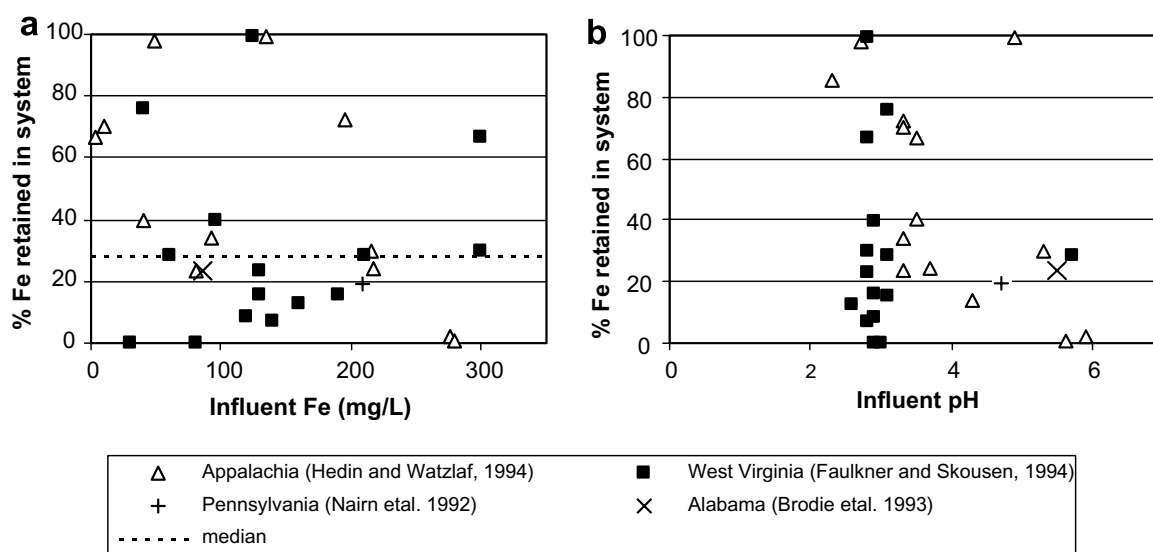 a
100
80
60
40
20
0
% Fe retained in system
0
100
200
300
Influent Fe (mg/L)
b
100
80
60
40
20
0
% Fe retained in system
0
2
4
6
Influent pH
Appalachia (Hedin and Watzlaf, 1994)
West Virginia (Faulkner and Skousen, 1994)
Pennsylvania (Nairn etal. 1992)
Alabama (Brodie etal. 1993)
median